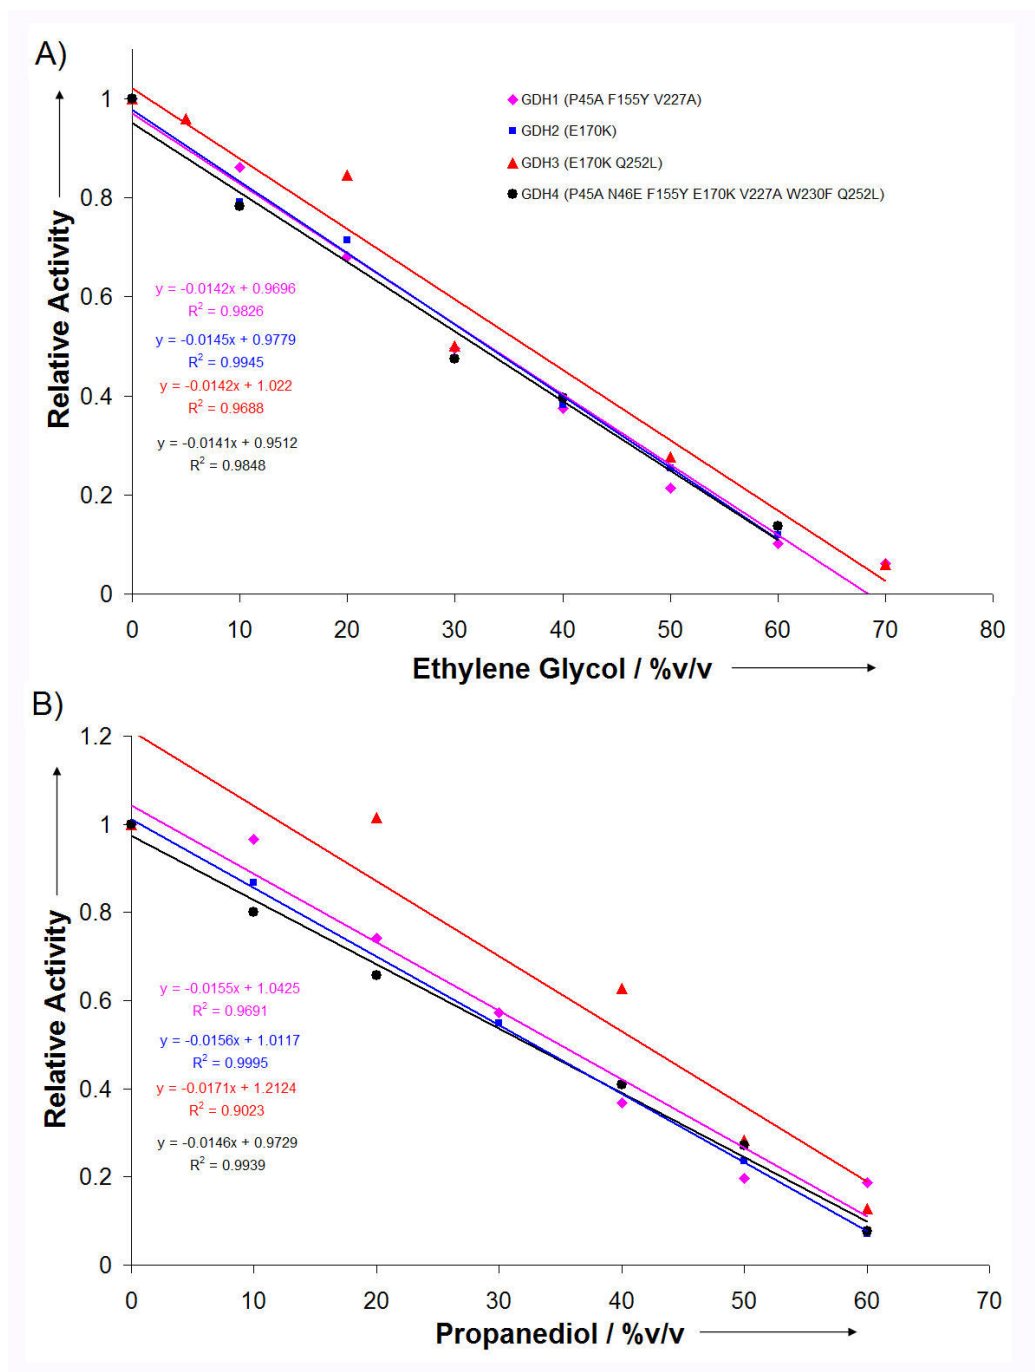 A)
Relative Activity
1
0.8
0.6
0.4
0.2
0
GDH1 (P45A F155Y V227A)
GDH2 (E170K)
GDH3 (E170K Q252L)
GDH4 (P45A N46E F155Y E170K V227A W230F Q252L)
y = -0.0142x + 0.9696
R² = 0.9826
y = -0.0145x + 0.9779
R² = 0.9945
y = -0.0142x + 1.022
R² = 0.9688
y = -0.0141x + 0.9512
R² = 0.9848
0 10 20 30 40 50 60 70 80
Ethylene Glycol / %v/v
B)
Relative Activity
1.2
1
0.8
0.6
0.4
0.2
0
y = -0.0155x + 1.0425
R² = 0.9691
y = -0.0156x + 1.0117
R² = 0.9995
y = -0.0171x + 1.2124
R² = 0.9023
y = -0.0146x + 0.9729
R² = 0.9939
0 10 20 30 40 50 60 70
Propanediol / %v/v